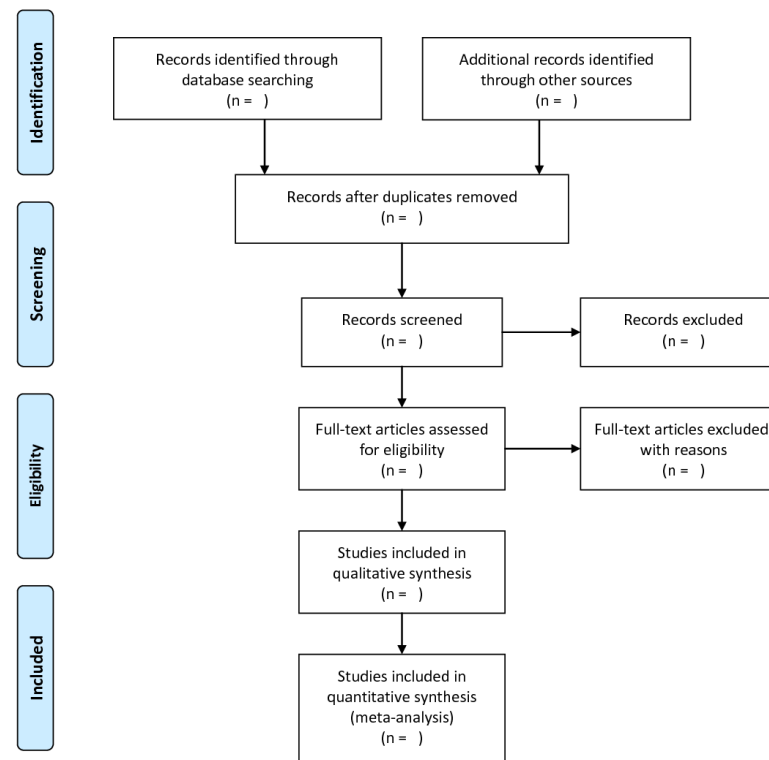 Identification
Records identified through
database searching
(n =   )
Additional records identified
through other sources
(n =   )
Records after duplicates removed
(n =   )
Screening
Records screened
(n =   )
Records excluded
(n =   )
Eligibility
Full-text articles assessed
for eligibility
(n =   )
Full-text articles excluded
with reasons
(n =   )
Studies included in
qualitative synthesis
(n =   )
Included
Studies included in
quantitative synthesis
(meta-analysis)
(n =   )